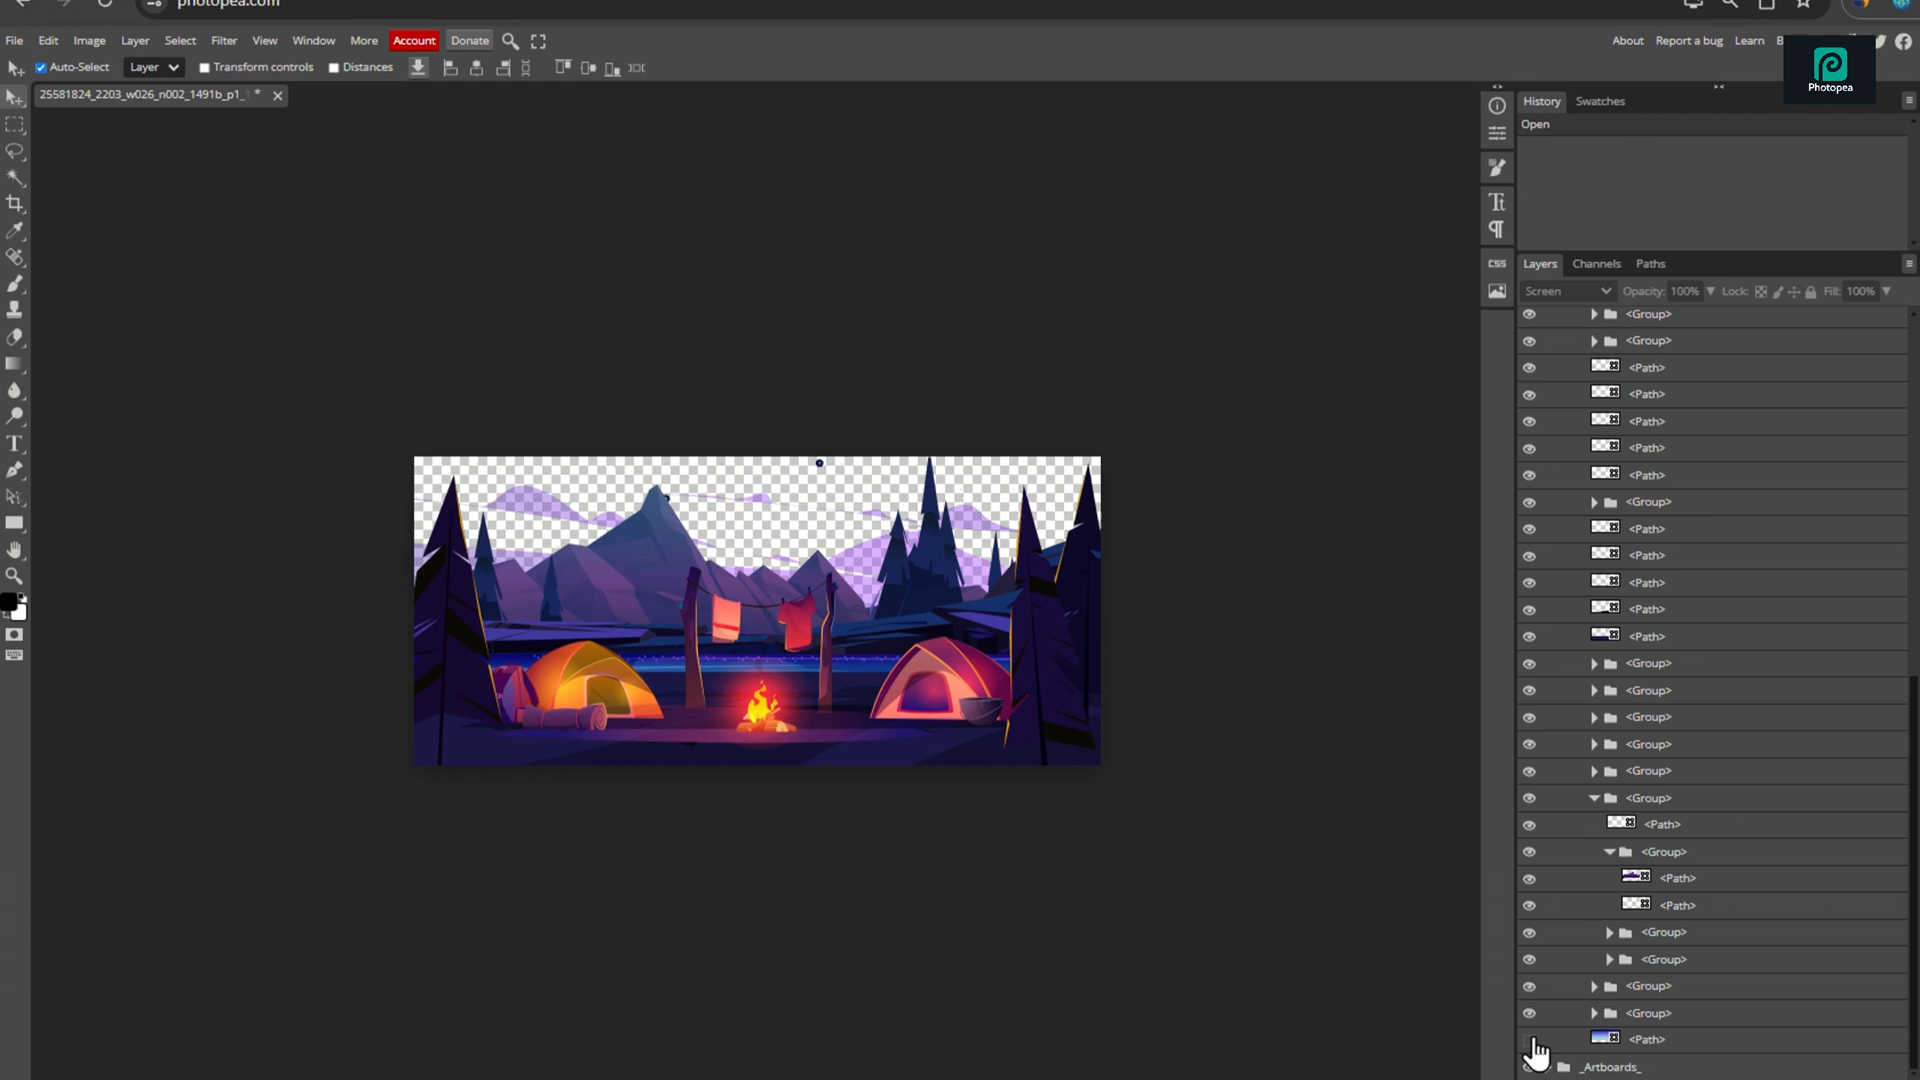 photopea.com
File Edit Image Layer Select Filter View Window More Account Donate
About Report a bug Learn
Photopea
Auto-Select Layer Transform controls Distances
25581824_2203_w026_n002_1491b_p1_ *
History Swatches
Open
CSS
Layers Channels Paths
Screen Opacity: 100% Lock: Fill: 100%
<Group>
<Group>
<Path>
<Path>
<Path>
<Path>
<Path>
<Group>
<Path>
<Path>
<Path>
<Path>
<Path>
<Group>
<Group>
<Group>
<Group>
<Group>
<Group>
<Path>
<Group>
<Path>
<Path>
<Group>
<Group>
<Group>
<Group>
<Path>
_Artboards_